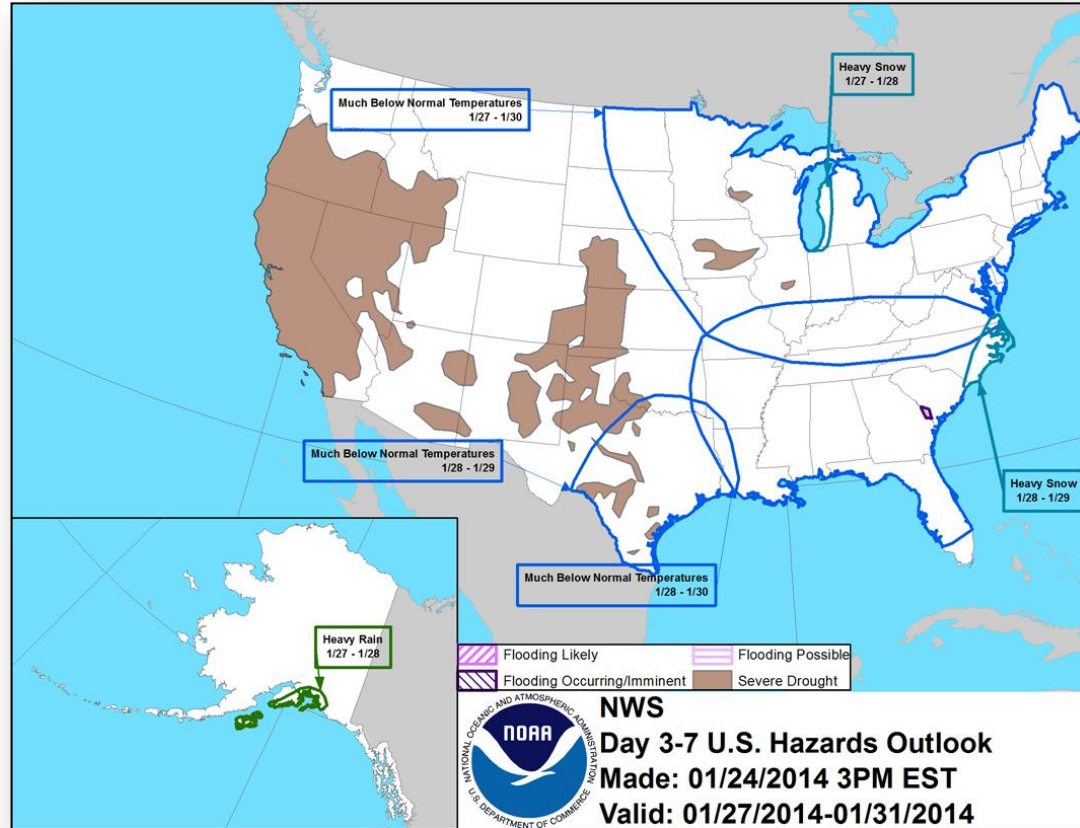 Heavy Snow
1/27 - 1/28
Much Below Normal Temperatures
1/27 - 1/30
Much Below Normal Temperatures
1/28 - 1/29
Heavy Snow
1/28 - 1/29
Much Below Normal Temperatures
1/28 - 1/30
Heavy Rain
1/27 - 1/28
Flooding Likely
Flooding Possible
Flooding Occurring/Imminent
Severe Drought
NATIONAL OCEANIC AND ATMOSPHERIC ADMINISTRATION
NOAA
U.S. DEPARTMENT OF COMMERCE
NWS
Day 3-7 U.S. Hazards Outlook
Made: 01/24/2014 3PM EST
Valid: 01/27/2014-01/31/2014